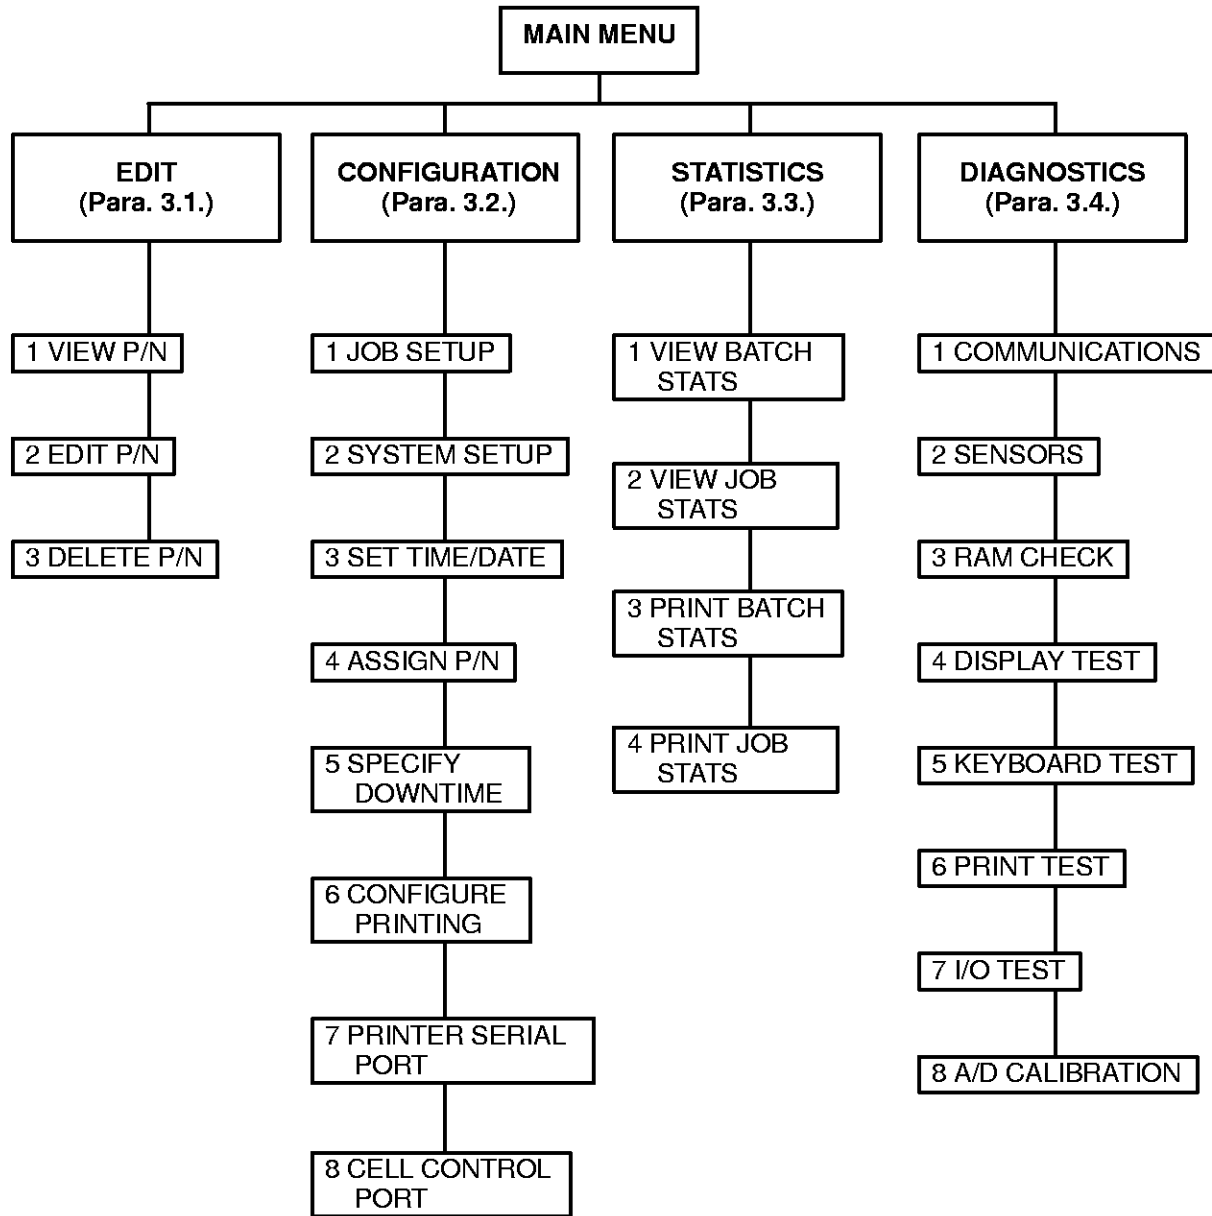 MAIN MENU
EDIT
(Para. 3.1.)
1 VIEW P/N
2 EDIT P/N
3 DELETE P/N
CONFIGURATION
(Para. 3.2.)
1 JOB SETUP
2 SYSTEM SETUP
3 SET TIME/DATE
4 ASSIGN P/N
5 SPECIFY
DOWNTIME
6 CONFIGURE
PRINTING
7 PRINTER SERIAL
PORT
8 CELL CONTROL
PORT
STATISTICS
(Para. 3.3.)
1 VIEW BATCH
STATS
2 VIEW JOB
STATS
3 PRINT BATCH
STATS
4 PRINT JOB
STATS
DIAGNOSTICS
(Para. 3.4.)
1 COMMUNICATIONS
2 SENSORS
3 RAM CHECK
4 DISPLAY TEST
5 KEYBOARD TEST
6 PRINT TEST
7 I/O TEST
8 A/D CALIBRATION